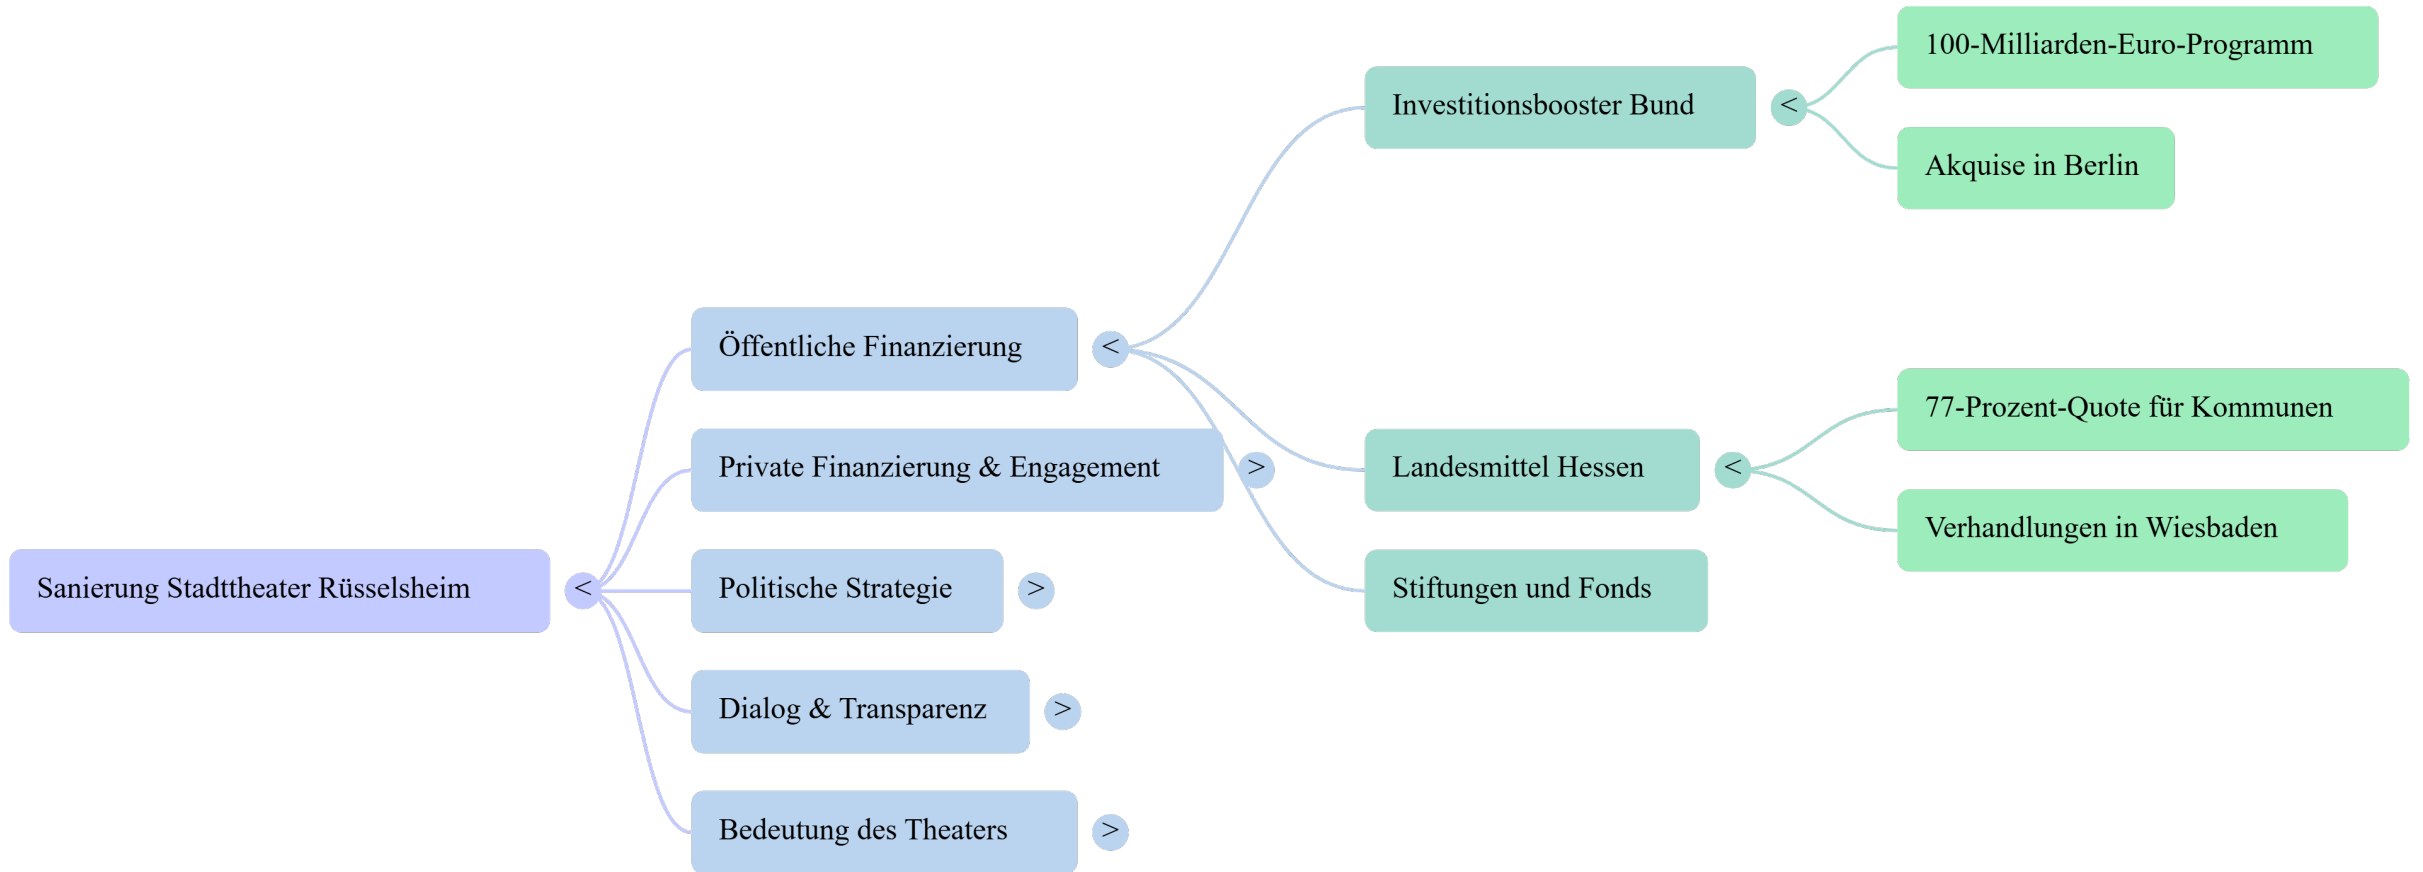 Sanierung Stadttheater Rüsselsheim
<
Öffentliche Finanzierung
<
Investitionsbooster Bund
<
100-Milliarden-Euro-Programm
Akquise in Berlin
Landesmittel Hessen
<
77-Prozent-Quote für Kommunen
Verhandlungen in Wiesbaden
Stiftungen und Fonds
Private Finanzierung & Engagement
>
Politische Strategie
>
Dialog & Transparenz
>
Bedeutung des Theaters
>